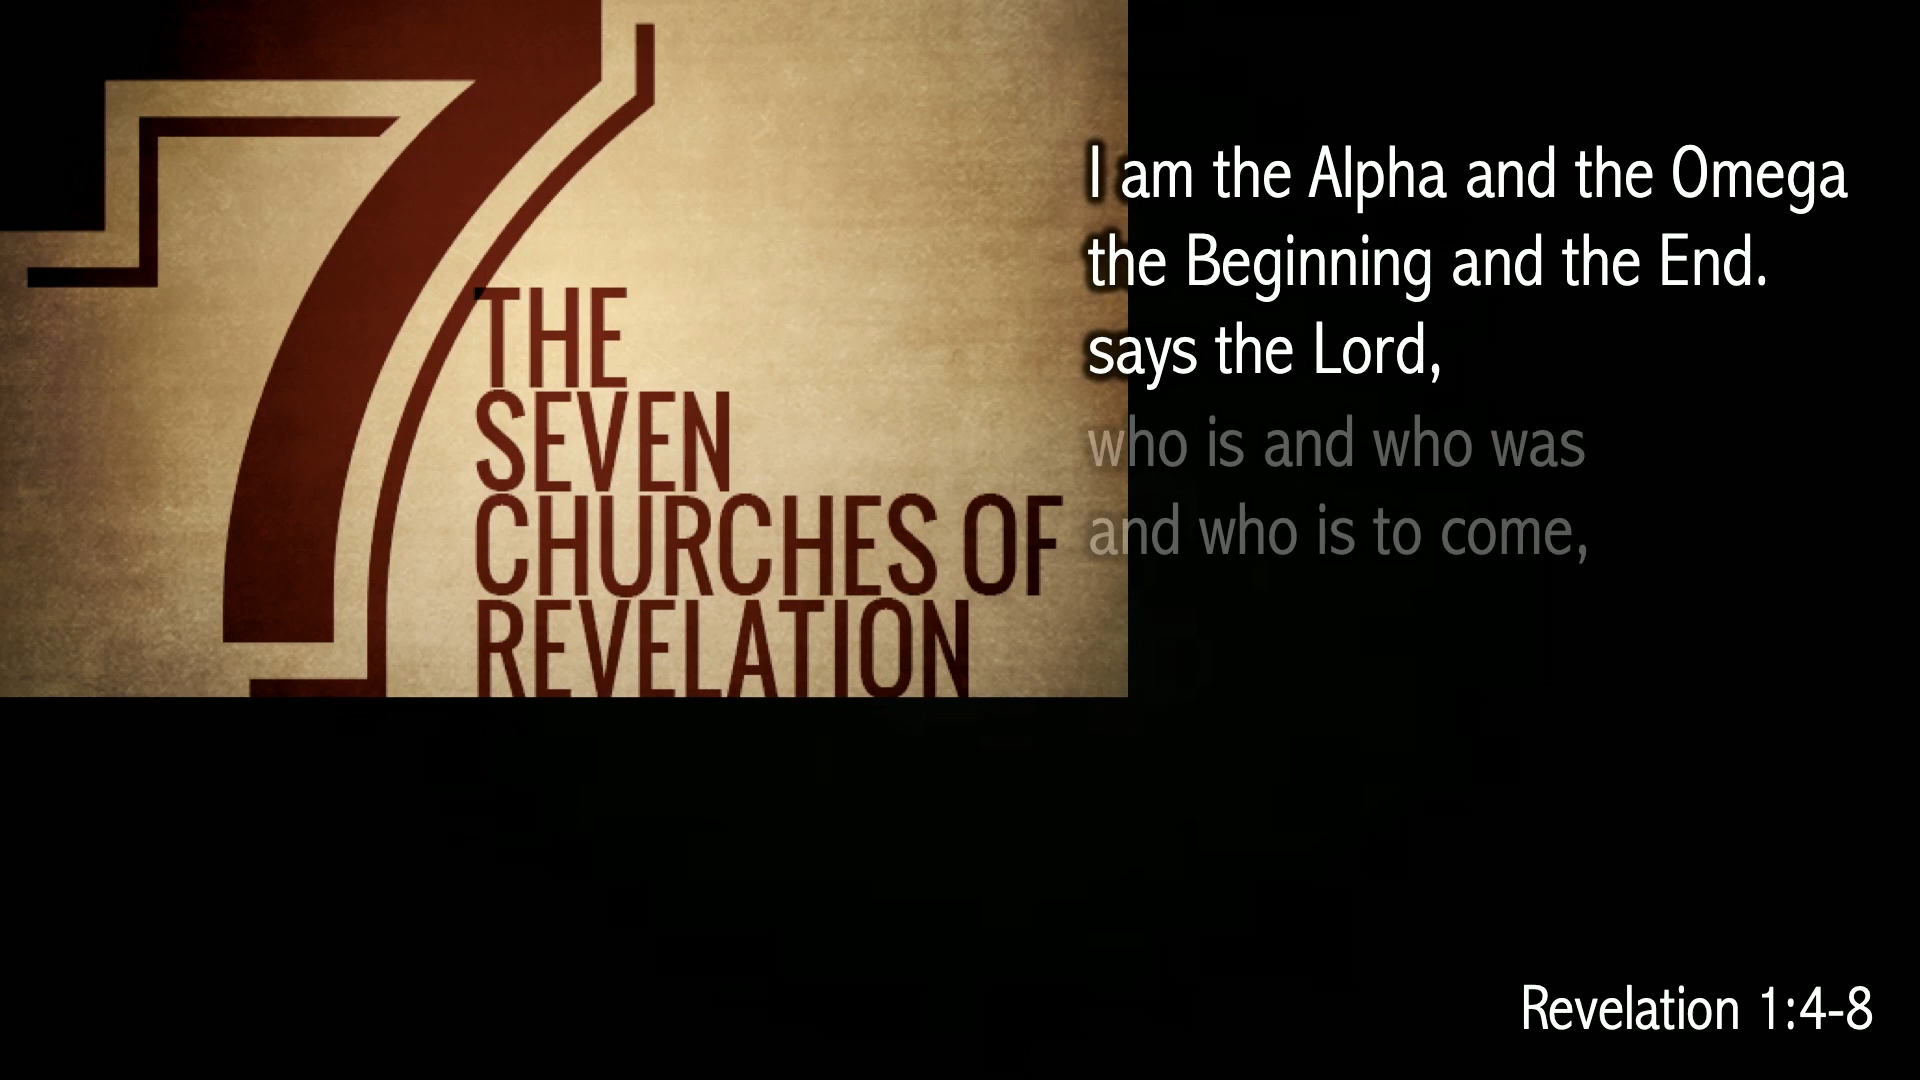 7
THE
SEVEN
CHURCHES OF
REVELATION
I am the Alpha and the Omega
the Beginning and the End.
says the Lord,
who is and who was
and who is to come,
Revelation 1:4-8